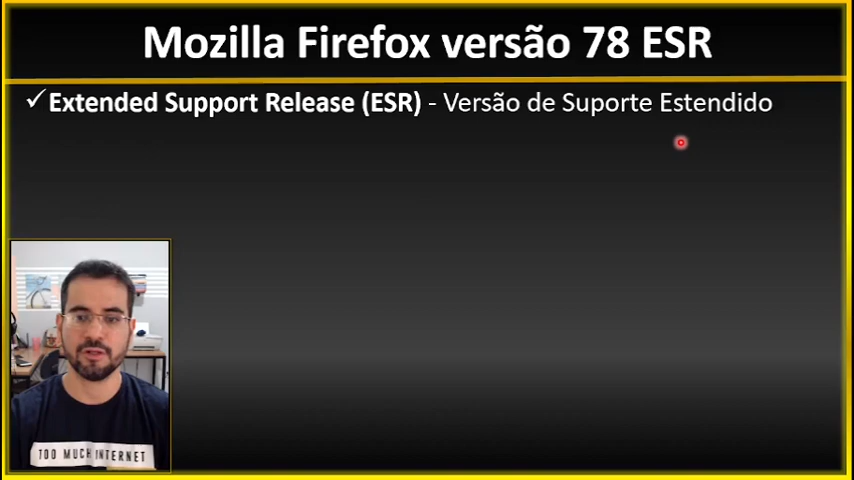 Mozilla Firefox versão 78 ESR
✓Extended Support Release (ESR) - Versão de Suporte Estendido
TOO MUCH INTERNET